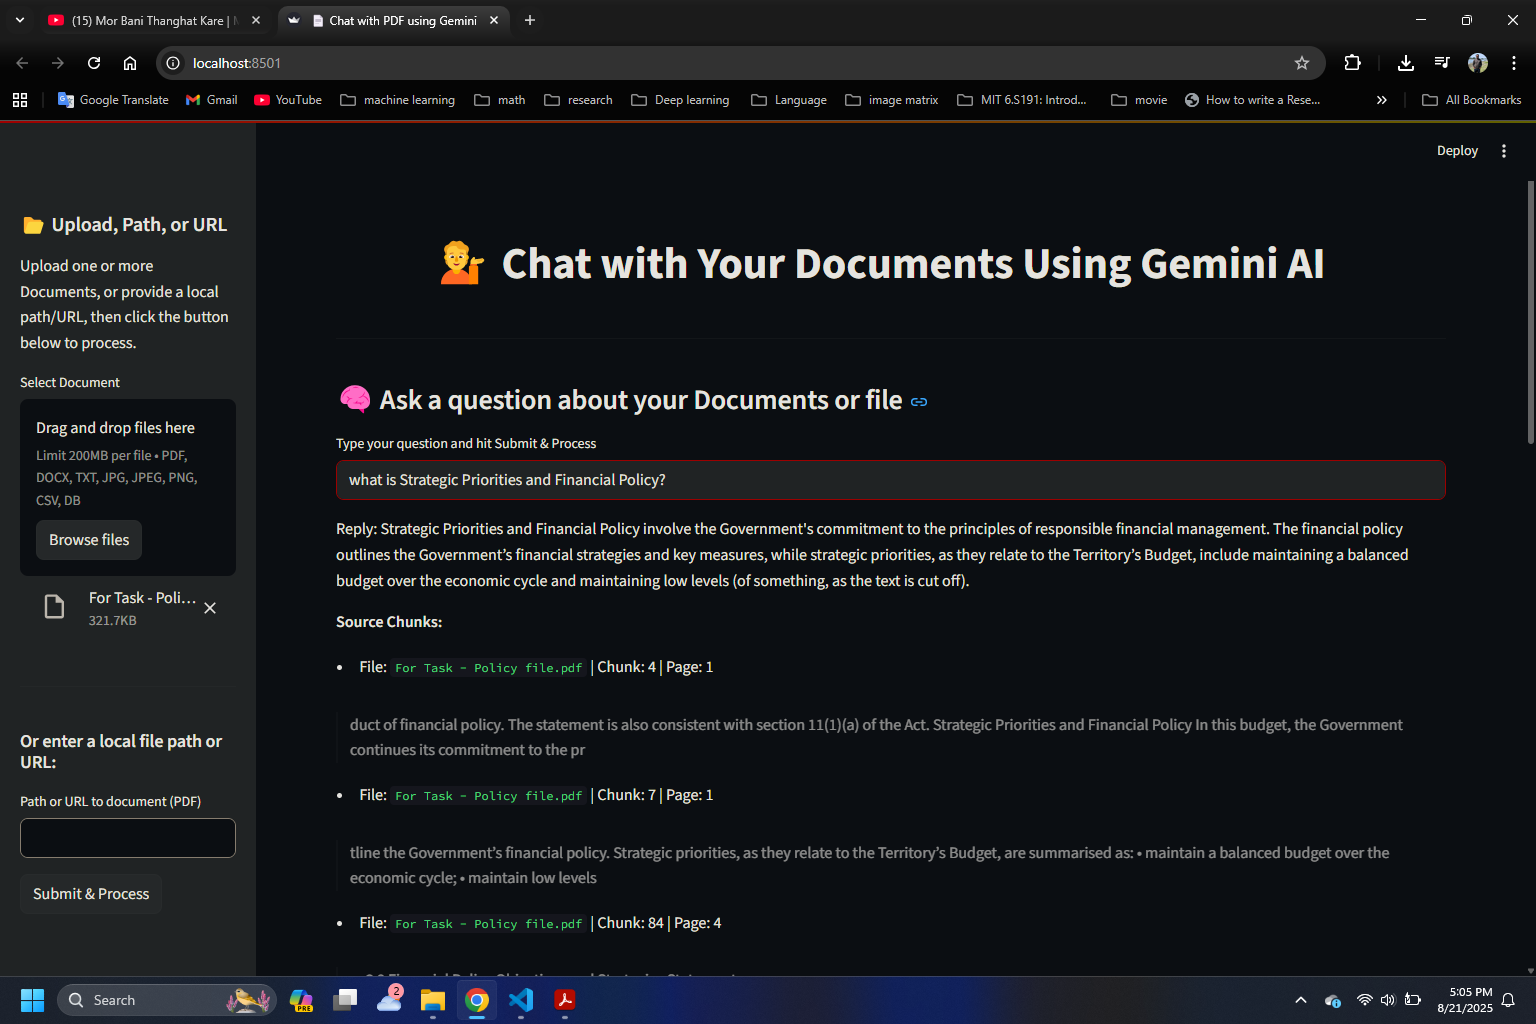 (15) Mor Bani Thanghat Kare |
Chat with PDF using Gemini
localhost:8501
Google Translate
Gmail
YouTube
machine learning
math
research
Deep learning
Language
image matrix
MIT 6.S191: Introd...
movie
How to write a Rese...
All Bookmarks
Deploy
Upload, Path, or URL
Upload one or more
Documents, or provide a local
path/URL, then click the button
below to process.
Select Document
Drag and drop files here
Limit 200MB per file • PDF,
DOCX, TXT, JPG, JPEG, PNG,
CSV, DB
Browse files
For Task - Poli...
321.7KB
Or enter a local file path or
URL:
Path or URL to document (PDF)
Submit & Process
Chat with Your Documents Using Gemini AI
Ask a question about your Documents or file
Type your question and hit Submit & Process
what is Strategic Priorities and Financial Policy?
Reply: Strategic Priorities and Financial Policy involve the Government's commitment to the principles of responsible financial management. The financial policy
outlines the Government’s financial strategies and key measures, while strategic priorities, as they relate to the Territory’s Budget, include maintaining a balanced
budget over the economic cycle and maintaining low levels (of something, as the text is cut off).
Source Chunks:
• File: For Task - Policy file.pdf | Chunk: 4 | Page: 1
duct of financial policy. The statement is also consistent with section 11(1)(a) of the Act. Strategic Priorities and Financial Policy In this budget, the Government
continues its commitment to the pr
• File: For Task - Policy file.pdf | Chunk: 7 | Page: 1
tline the Government’s financial policy. Strategic priorities, as they relate to the Territory’s Budget, are summarised as: • maintain a balanced budget over the
economic cycle; • maintain low levels
• File: For Task - Policy file.pdf | Chunk: 84 | Page: 4
Search
PRE
2
5:05 PM
8/21/2025